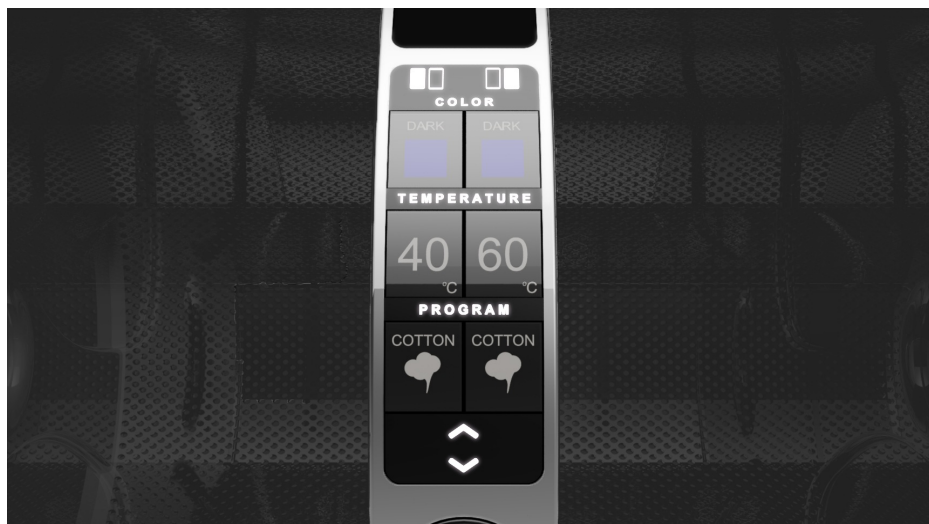 COLOR
DARK DARK
TEMPERATURE
40 °C 60 °C
PROGRAM
COTTON COTTON